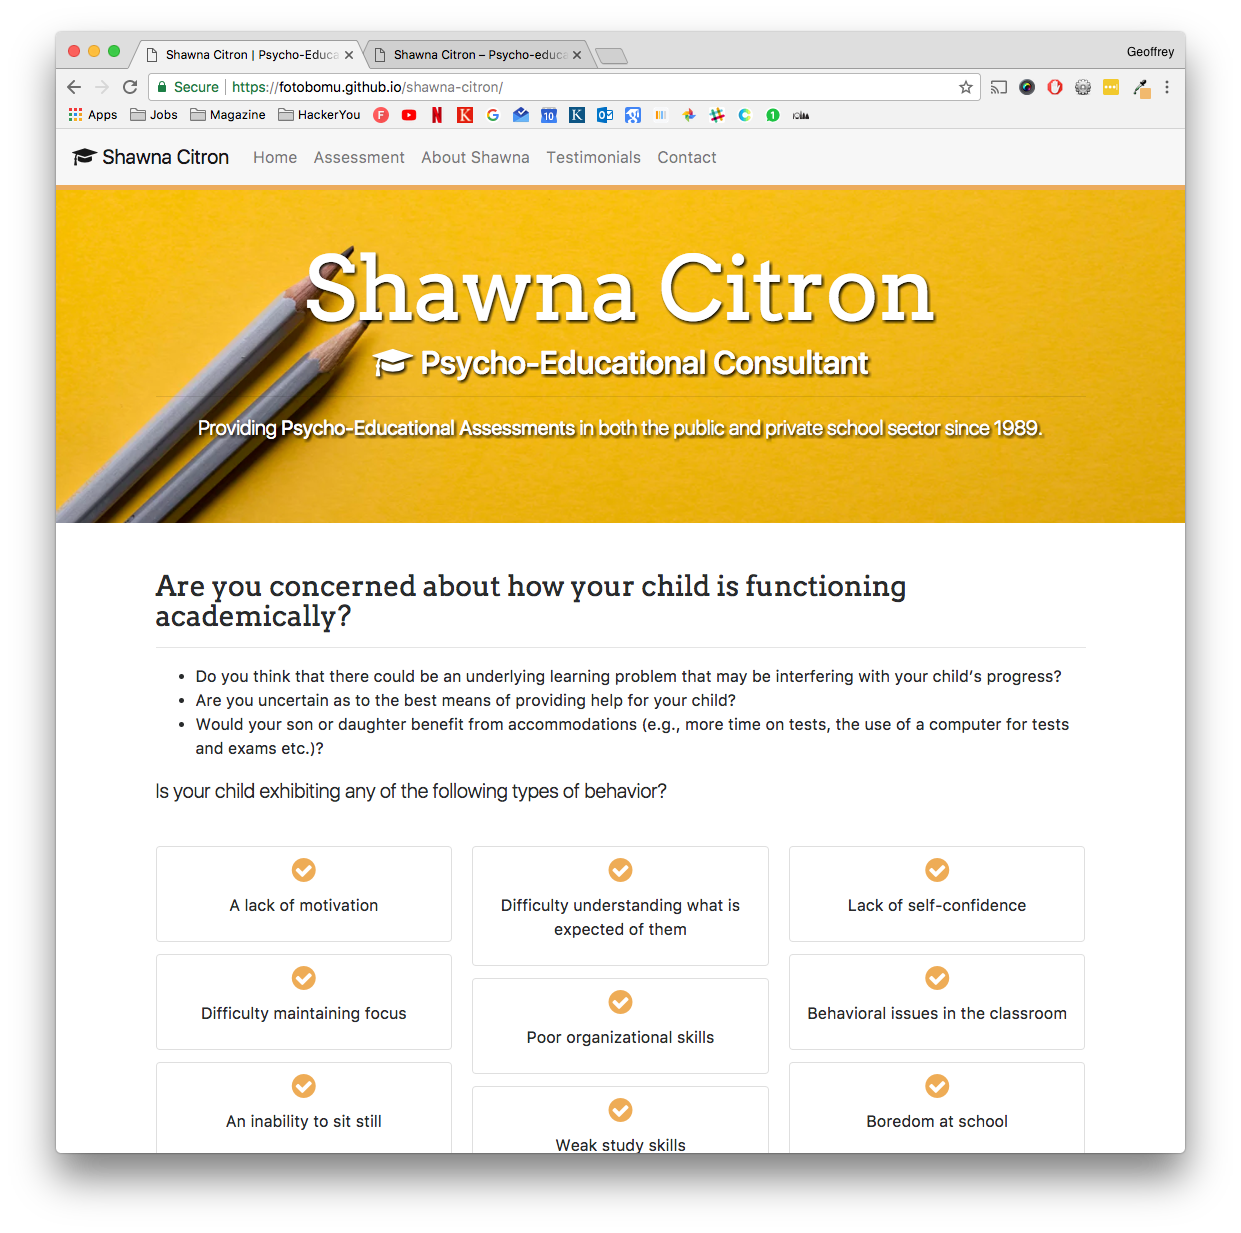 Shawna Citron | Psycho-Educa
Shawna Citron – Psycho-educa
Geoffrey
Secure
https://fotobomu.github.io/shawna-citron/
Apps
Jobs
Magazine
HackerYou
Shawna Citron
Home
Assessment
About Shawna
Testimonials
Contact
Shawna Citron
Psycho-Educational Consultant
Providing Psycho-Educational Assessments in both the public and private school sector since 1989.
Are you concerned about how your child is functioning
academically?
Do you think that there could be an underlying learning problem that may be interfering with your child's progress?
Are you uncertain as to the best means of providing help for your child?
Would your son or daughter benefit from accommodations (e.g., more time on tests, the use of a computer for tests
and exams etc.)?
Is your child exhibiting any of the following types of behavior?
A lack of motivation
Difficulty understanding what is
expected of them
Lack of self-confidence
Difficulty maintaining focus
Poor organizational skills
Behavioral issues in the classroom
An inability to sit still
Weak study skills
Boredom at school